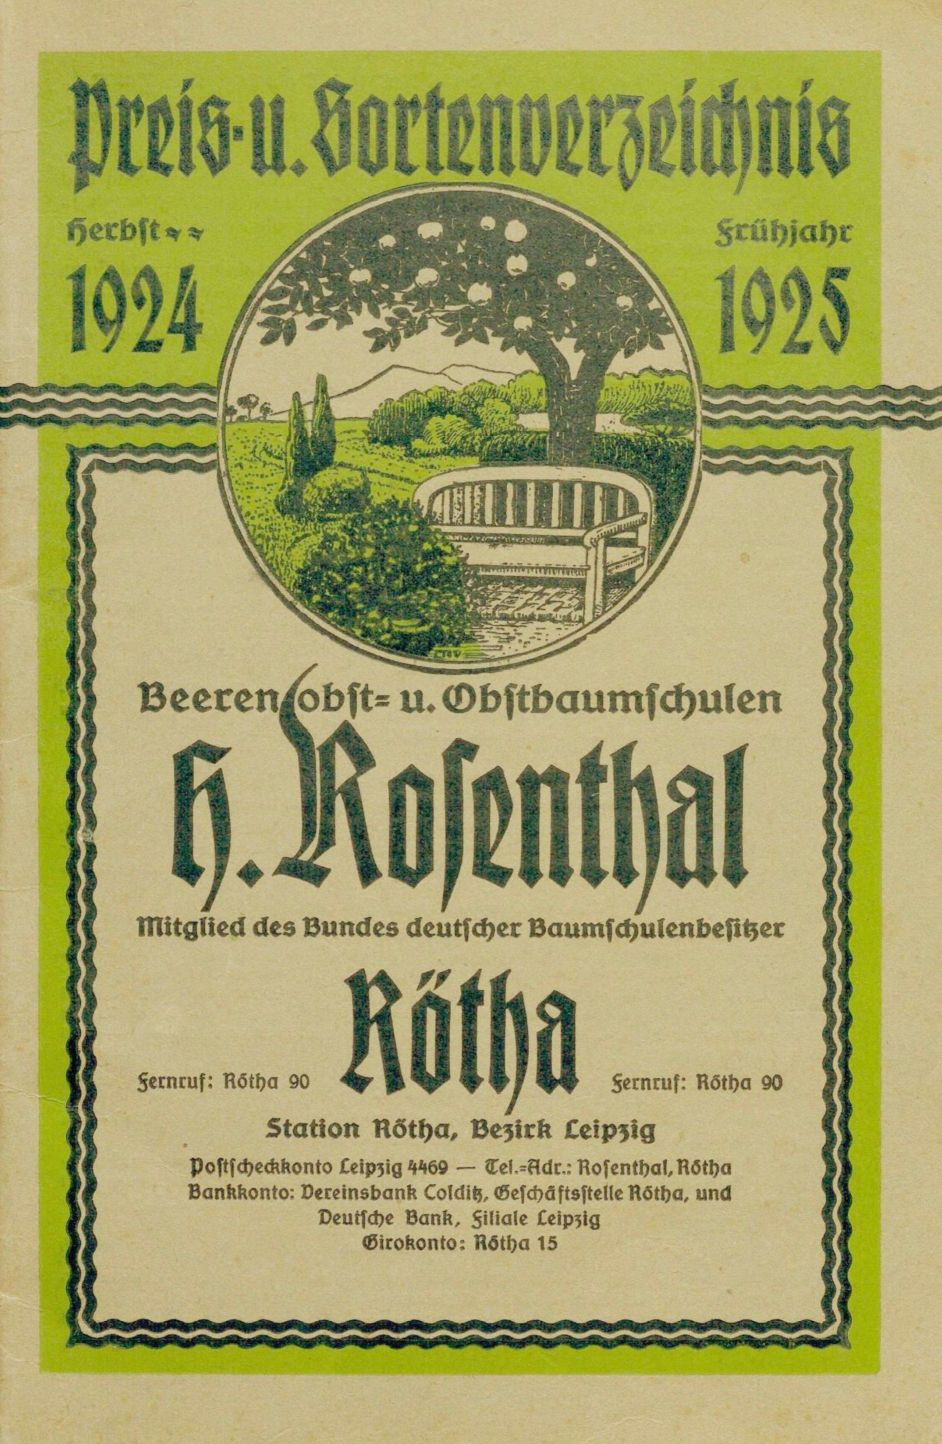 Preis- u. Sortenverzeichnis
Herbst
1924
Frühjahr
1925
Beerenobst- u. Obstbaumschulen
H. Rosenthal
Mitglied des Bundes deutscher Baumschulenbesitzer
Rötha
Fernruf: Rötha 90
Fernruf: Rötha 90
Station Rötha, Bezirk Leipzig
Postscheckkonto Leipzig 4469 — Tel.-Adr.: Rosenthal, Rötha
Bankkonto: Vereinsbank Colditz, Geschäftsstelle Rötha, und
Deutsche Bank, Filiale Leipzig
Girokonto: Rötha 15